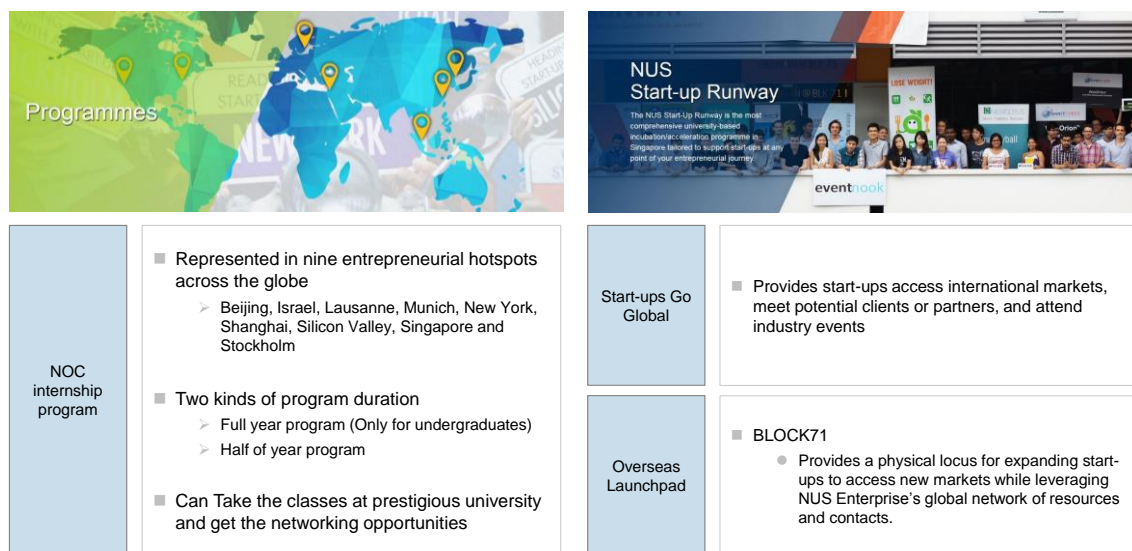 Programmes
NUS
Start-up Runway
The NUS Start-Up Runway is the most
comprehensive university-based
incubation/acceleration programme in
Singapore tailored to support start-ups at any
point of your entrepreneurial journey.
LOSE WEIGHT!
eventnook
NOC
internship
program
Represented in nine entrepreneurial hotspots
across the globe
Beijing, Israel, Lausanne, Munich, New York,
Shanghai, Silicon Valley, Singapore and
Stockholm
Two kinds of program duration
Full year program (Only for undergraduates)
Half of year program
Can Take the classes at prestigious university
and get the networking opportunities
Start-ups Go
Global
Provides start-ups access international markets,
meet potential clients or partners, and attend
industry events
Overseas
Launchpad
BLOCK71
Provides a physical locus for expanding start-
ups to access new markets while leveraging
NUS Enterprise's global network of resources
and contacts.